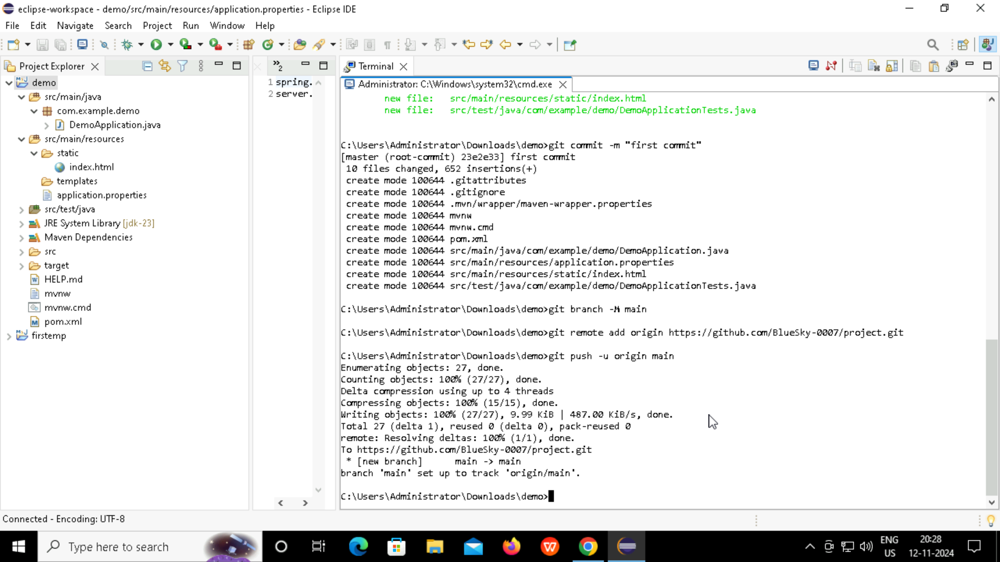 eclipse-workspace - demo/src/main/resources/application.properties - Eclipse IDE
File Edit Navigate Search Project Run Window Help
Project Explorer
demo
src/main/java
com.example.demo
DemoApplication.java
src/main/resources
static
index.html
templates
application.properties
src/test/java
JRE System Library [jdk-23]
Maven Dependencies
src
target
HELP.md
mvnw
mvnw.cmd
pom.xml
firstemp
»2
1 spring.
2 server.
Terminal
Administrator: C:\Windows\system32\cmd.exe
new file: src/main/resources/static/index.html
new file: src/test/java/com/example/demo/DemoApplicationTests.java
C:\Users\Administrator\Downloads\demo>git commit -m "first commit"
[master (root-commit) 23e2e33] first commit
10 files changed, 652 insertions(+)
create mode 100644 .gitattributes
create mode 100644 .gitignore
create mode 100644 .mvn/wrapper/maven-wrapper.properties
create mode 100644 mvnw
create mode 100644 mvnw.cmd
create mode 100644 pom.xml
create mode 100644 src/main/java/com/example/demo/DemoApplication.java
create mode 100644 src/main/resources/application.properties
create mode 100644 src/main/resources/static/index.html
create mode 100644 src/test/java/com/example/demo/DemoApplicationTests.java
C:\Users\Administrator\Downloads\demo>git branch -M main
C:\Users\Administrator\Downloads\demo>git remote add origin https://github.com/BlueSky-0007/project.git
C:\Users\Administrator\Downloads\demo>git push -u origin main
Enumerating objects: 27, done.
Counting objects: 100% (27/27), done.
Delta compression using up to 4 threads
Compressing objects: 100% (15/15), done.
Writing objects: 100% (27/27), 9.99 KiB | 487.00 KiB/s, done.
Total 27 (delta 1), reused 0 (delta 0), pack-reused 0
remote: Resolving deltas: 100% (1/1), done.
To https://github.com/BlueSky-0007/project.git
* [new branch] main -> main
branch 'main' set up to track 'origin/main'.
C:\Users\Administrator\Downloads\demo>
Connected - Encoding: UTF-8
Type here to search
ENG
US
20:28
12-11-2024